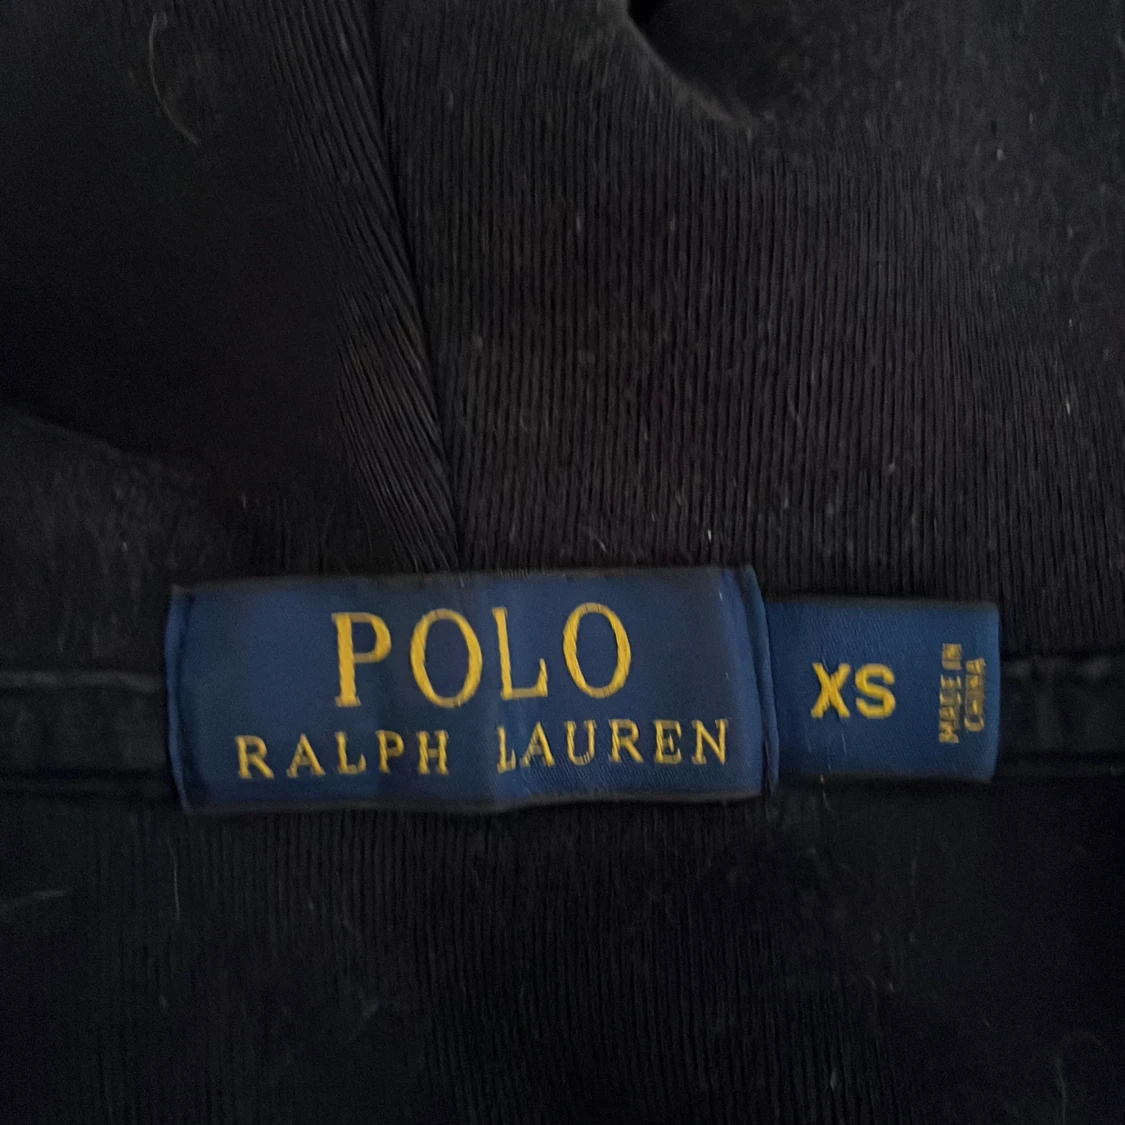 POLO
RALPH LAUREN
XS
MADE IN
CHINA